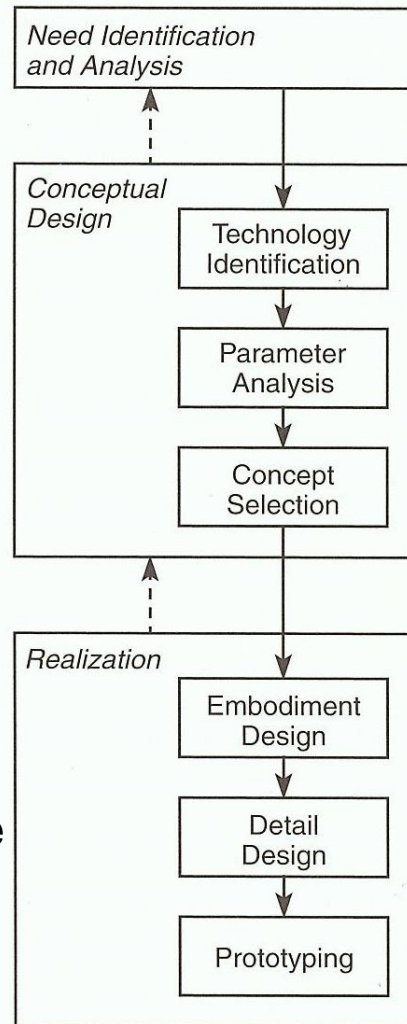 Need Identification
and Analysis
Conceptual
Design
Technology
Identification
Parameter
Analysis
Concept
Selection
Realization
Embodiment
Design
Detail
Design
Prototyping
e